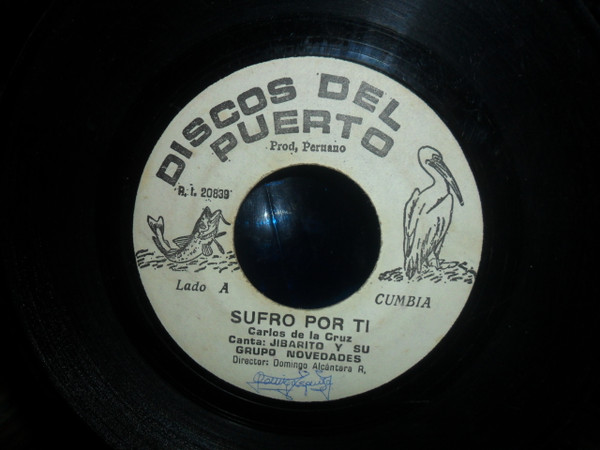 DISCOS DEL
PUERTO
Prod, Peruano
R. I. 20839
Lado A
CUMBIA
SUFRO POR TI
Carlos de la Cruz
Canta: JIBARITO Y SU
GRUPO NOVEDADES
Director: Domingo Alcántara R,